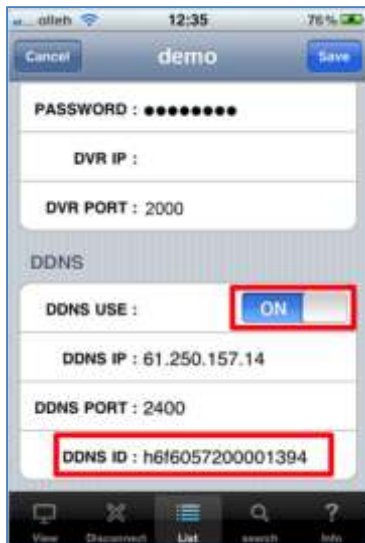 olleh 12:35 76%
Cancel demo Save
PASSWORD : ●●●●●●●●
DVR IP :
DVR PORT : 2000
DDNS
DDNS USE : ON
DDNS IP : 61.250.157.14
DDNS PORT : 2400
DDNS ID : h6f6057200001394
View Disconnect List search Info